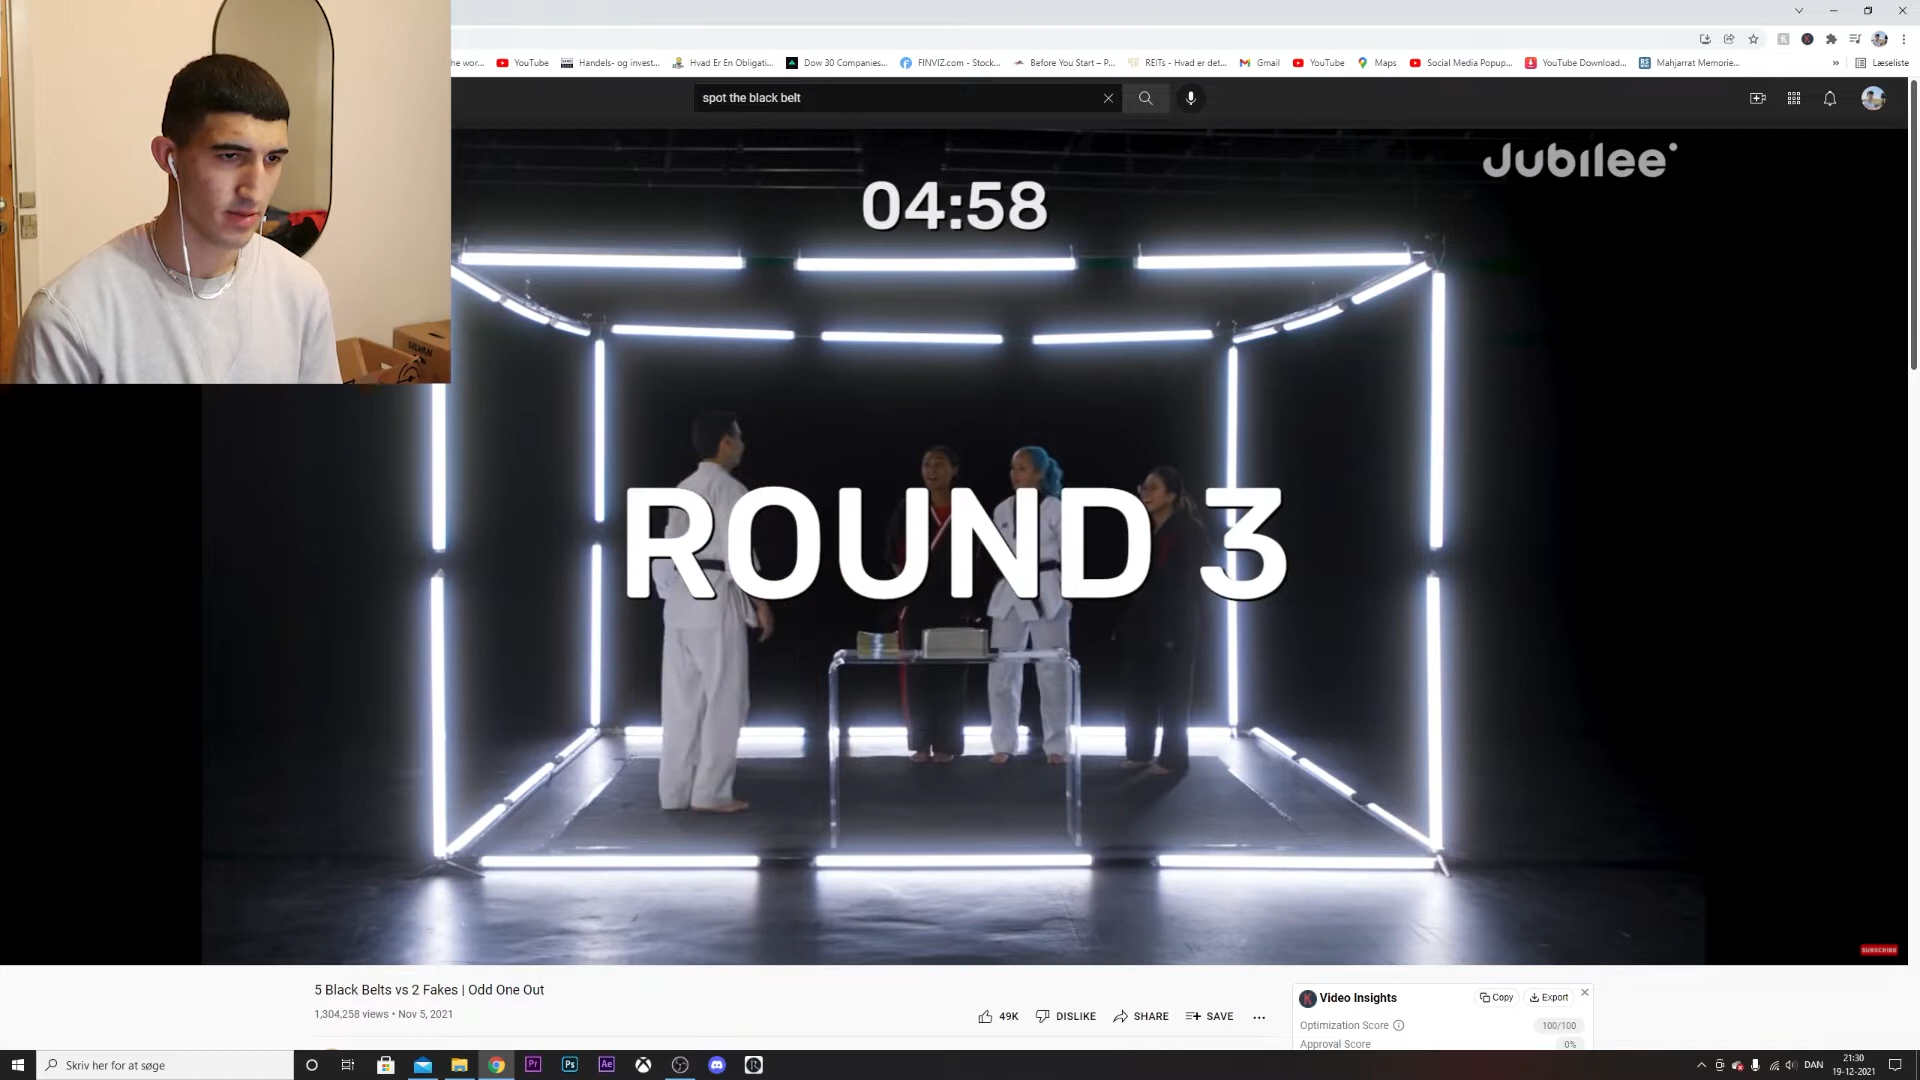 he wor...
YouTube
Handels- og invest...
Hvad Er En Obligati...
Dow 30 Companies...
FINVIZ.com - Stock...
Before You Start – P...
REITs - Hvad er det...
Gmail
YouTube
Maps
Social Media Popup...
YouTube Download...
Mahjarrat Memorie...
»
Læseliste
spot the black belt
Jubilee
04:58
ROUND 3
SUBSCRIBE
5 Black Belts vs 2 Fakes | Odd One Out
1,304,258 views • Nov 5, 2021
49K
DISLIKE
SHARE
SAVE
...
Video Insights
Copy
Export
Optimization Score
100/100
Approval Score
0%
Skriv her for at søge
Pr
Ps
Ae
DAN
21:30
19-12-2021